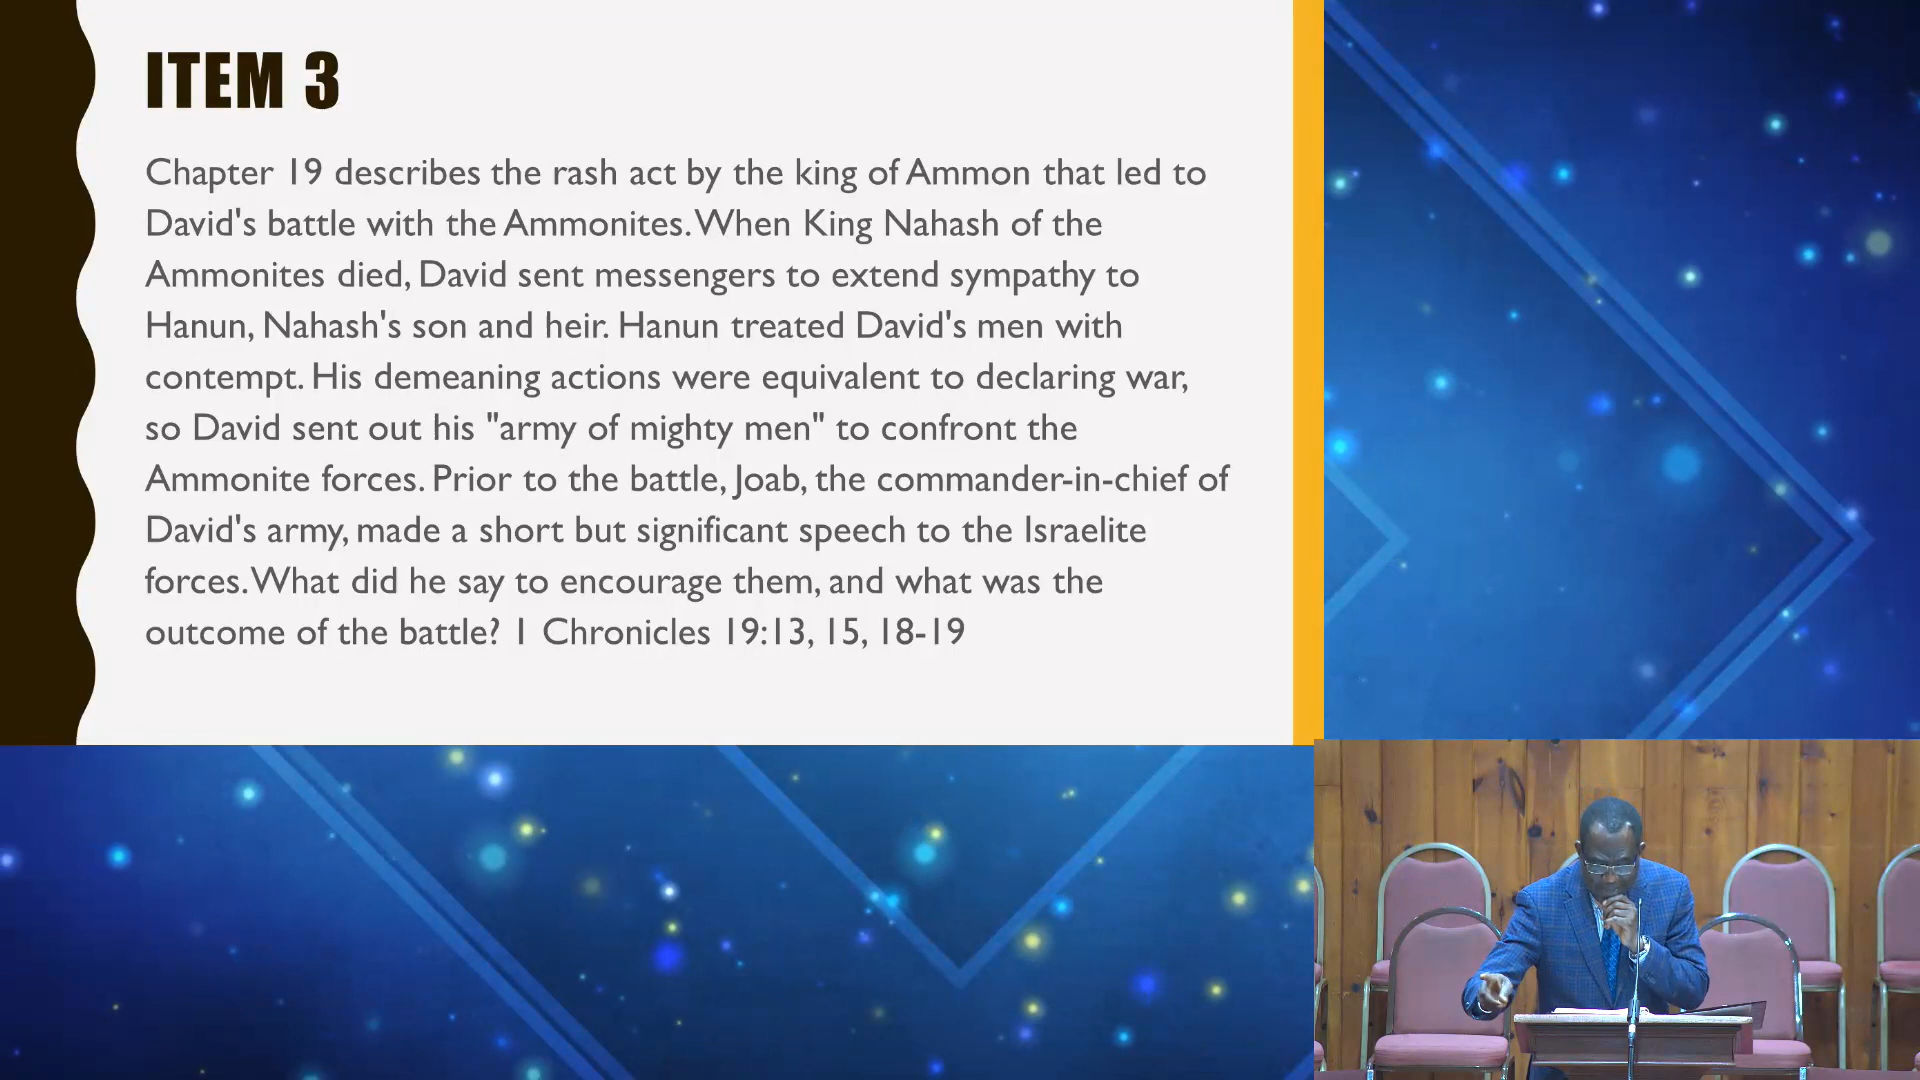 ITEM 3
Chapter 19 describes the rash act by the king of Ammon that led to
David's battle with the Ammonites. When King Nahash of the
Ammonites died, David sent messengers to extend sympathy to
Hanun, Nahash's son and heir. Hanun treated David's men with
contempt. His demeaning actions were equivalent to declaring war,
so David sent out his "army of mighty men" to confront the
Ammonite forces. Prior to the battle, Joab, the commander-in-chief of
David's army, made a short but significant speech to the Israelite
forces. What did he say to encourage them, and what was the
outcome of the battle? 1 Chronicles 19:13, 15, 18-19